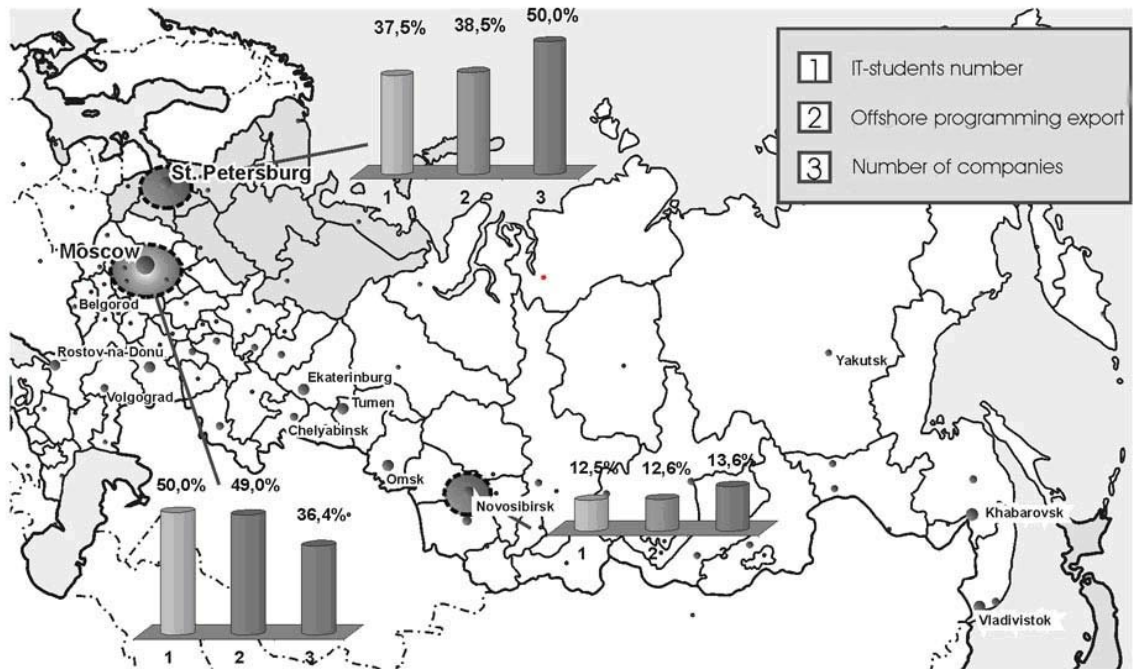 37,5%
38,5%
50,0%
1
2
3
1 IT-students number
2 Offshore programming export
3 Number of companies
St. Petersburg
Moscow
Belgorod
Rostov-na-Donu
Volgograd
Ekaterinburg
Tumen
Chelyabinsk
Omsk
Novosibirsk
Yakutsk
Khabarovsk
Vladivistok
50,0%
49,0%
36,4%
1
2
3
12,5%
12,6%
13,6%
1
2
3